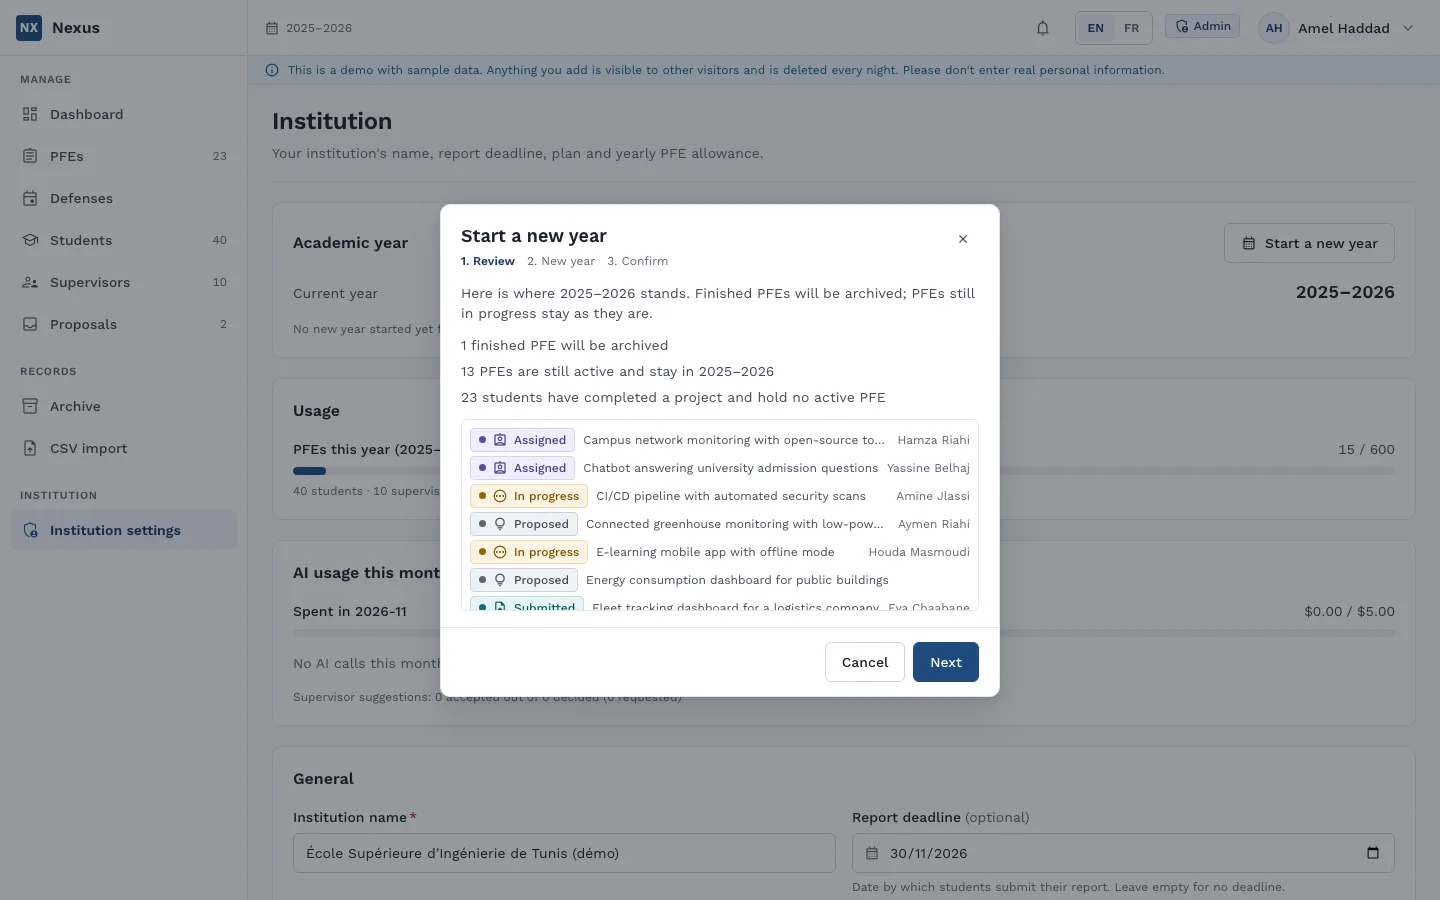 NX Nexus
2025–2026
EN FR
Admin
AH Amel Haddad
This is a demo with sample data. Anything you add is visible to other visitors and is deleted every night. Please don't enter real personal information.
MANAGE
Dashboard
PFEs 23
Defenses
Students 40
Supervisors 10
Proposals 2
RECORDS
Archive
CSV import
INSTITUTION
Institution settings
Institution
Your institution's name, report deadline, plan and yearly PFE allowance.
Academic year
Start a new year
Current year
2025–2026
No new year started yet
Usage
PFEs this year (2025–
15 / 600
40 students · 10 supervis
AI usage this mont
Spent in 2026-11
$0.00 / $5.00
No AI calls this month
Supervisor suggestions: 0 accepted out of 0 decided (0 requested)
General
Institution name*
École Supérieure d'Ingénierie de Tunis (démo)
Report deadline (optional)
30/11/2026
Date by which students submit their report. Leave empty for no deadline.
Start a new year
1. Review 2. New year 3. Confirm
Here is where 2025–2026 stands. Finished PFEs will be archived; PFEs still
in progress stay as they are.
1 finished PFE will be archived
13 PFEs are still active and stay in 2025–2026
23 students have completed a project and hold no active PFE
Assigned Campus network monitoring with open-source to... Hamza Riahi
Assigned Chatbot answering university admission questions Yassine Belhaj
In progress CI/CD pipeline with automated security scans Amine Jlassi
Proposed Connected greenhouse monitoring with low-pow... Aymen Riahi
In progress E-learning mobile app with offline mode Houda Masmoudi
Proposed Energy consumption dashboard for public buildings
Submitted Fleet tracking dashboard for a logistics company Eya Chaabane
Cancel
Next